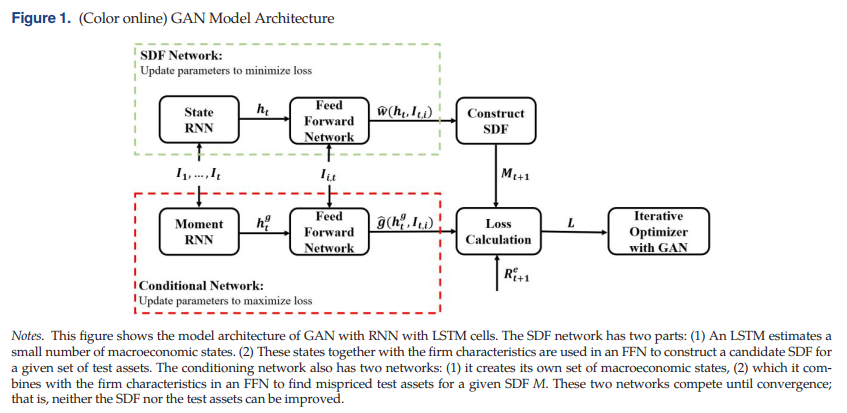 Figure 1. (Color online) GAN Model Architecture
SDF Network:
Update parameters to minimize loss
State
RNN
h_t
Feed
Forward
Network
ŵ(h_t, I_{t,i})
Construct
SDF
I_1, …, I_t
I_{i,t}
M_{t+1}
Moment
RNN
h_t^g
Feed
Forward
Network
ĝ(h_t^g, I_{t,i})
Loss
Calculation
L
Iterative
Optimizer
with GAN
R^e_{t+1}
Conditional Network:
Update parameters to maximize loss
Notes. This figure shows the model architecture of GAN with RNN with LSTM cells. The SDF network has two parts: (1) An LSTM estimates a
small number of macroeconomic states. (2) These states together with the firm characteristics are used in an FFN to construct a candidate SDF for
a given set of test assets. The conditioning network also has two networks: (1) it creates its own set of macroeconomic states, (2) which it com-
bines with the firm characteristics in an FFN to find mispriced test assets for a given SDF M. These two networks compete until convergence;
that is, neither the SDF nor the test assets can be improved.